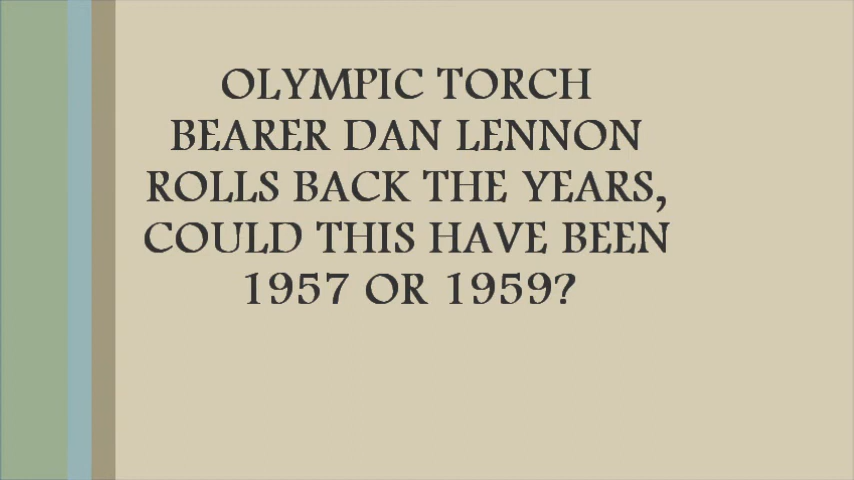 OLYMPIC TORCH
BEARER DAN LENNON
ROLLS BACK THE YEARS,
COULD THIS HAVE BEEN
1957 OR 1959?